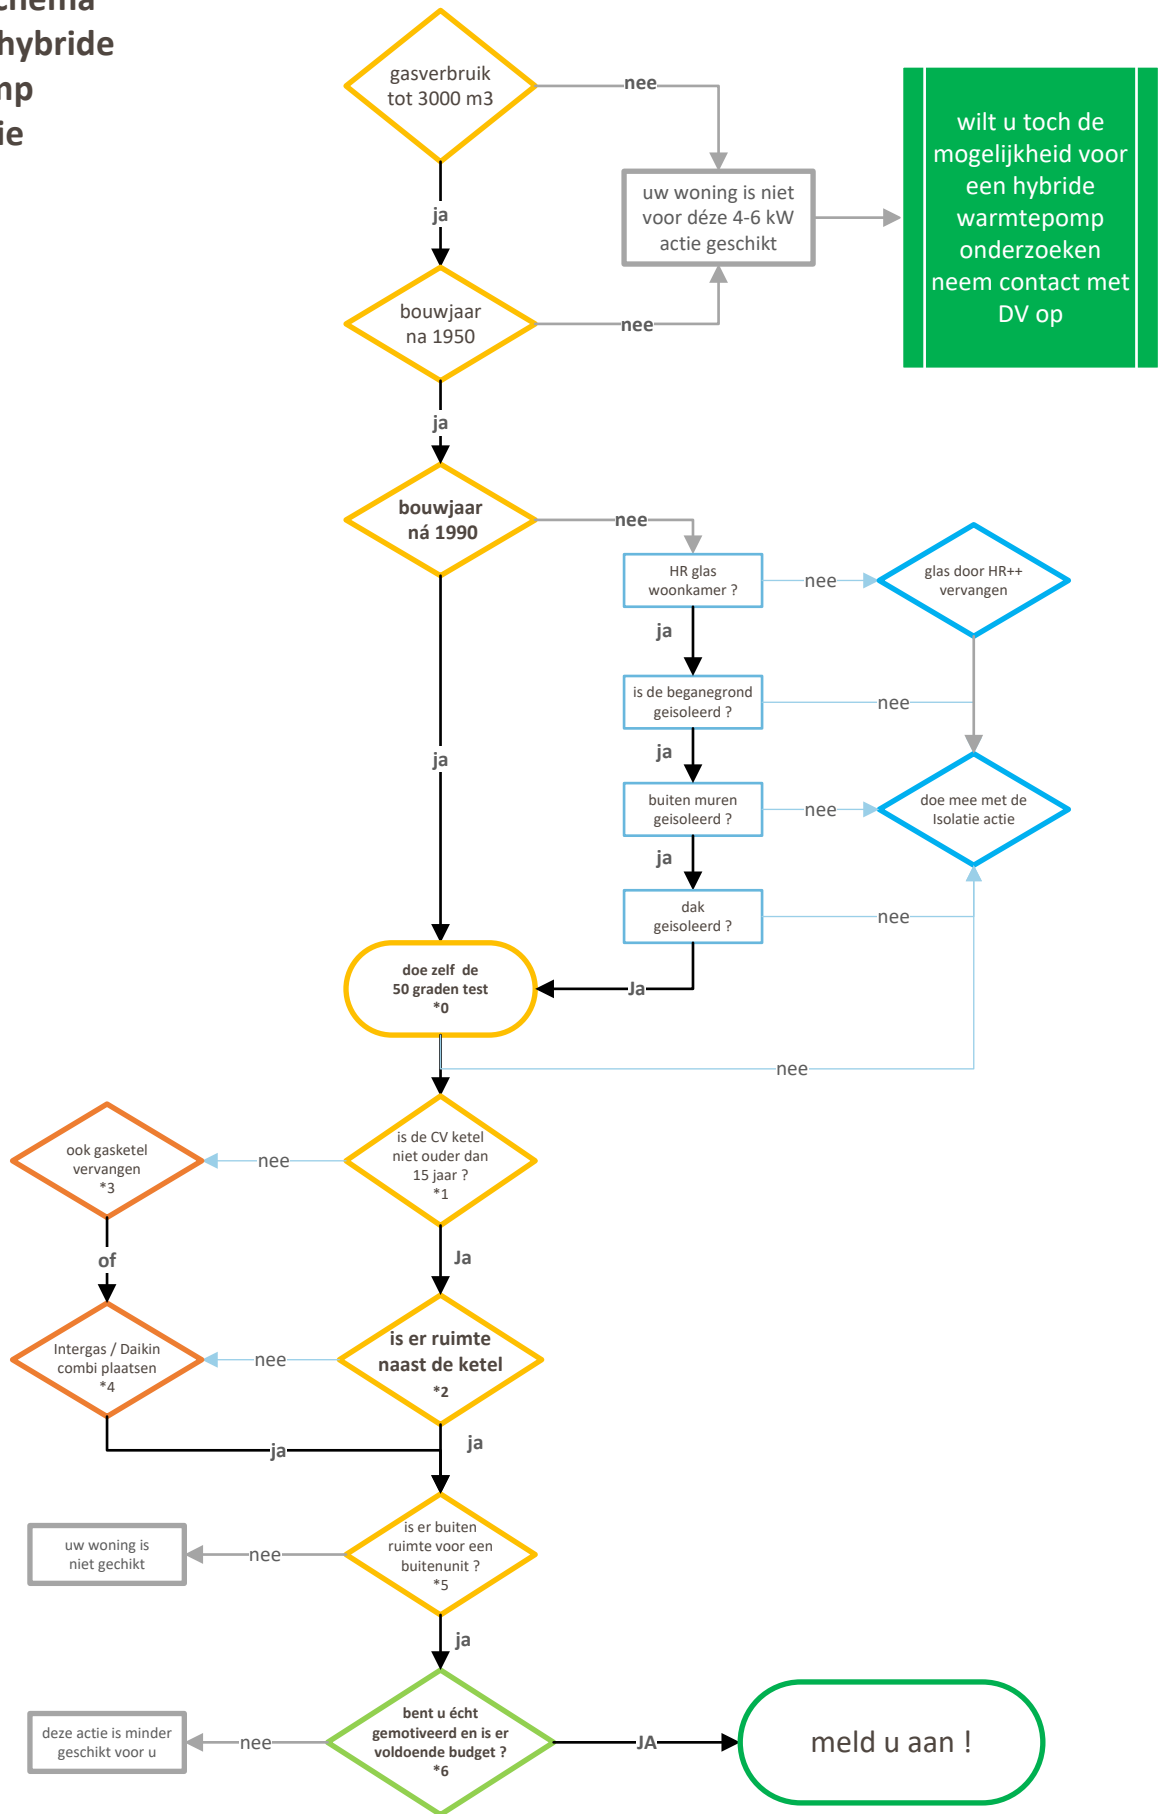 hybride
gasverbruik
tot 3000 m3
nee
ja
uw woning is niet
voor déze 4-6 kW
actie geschikt
wilt u toch de
mogelijkheid voor
een hybride
warmtepomp
onderzoeken
neem contact met
DV op
bouwjaar
na 1950
nee
ja
bouwjaar
ná 1990
nee
ja
HR glas
woonkamer ?
nee
glas door HR++
vervangen
ja
is de beganegrond
geisoleerd ?
nee
ja
buiten muren
geisoleerd ?
nee
doe mee met de
Isolatie actie
ja
dak
geisoleerd ?
nee
Ja
doe zelf de
50 graden test
*0
nee
is de CV ketel
niet ouder dan
15 jaar ?
*1
nee
ook gasketel
vervangen
*3
of
Ja
is er ruimte
naast de ketel
*2
nee
Intergas / Daikin
combi plaatsen
*4
ja
ja
is er buiten
ruimte voor een
buitenunit ?
*5
nee
uw woning is
niet gechikt
ja
bent u écht
gemotiveerd en is er
voldoende budget ?
*6
nee
deze actie is minder
geschikt voor u
JA
meld u aan !